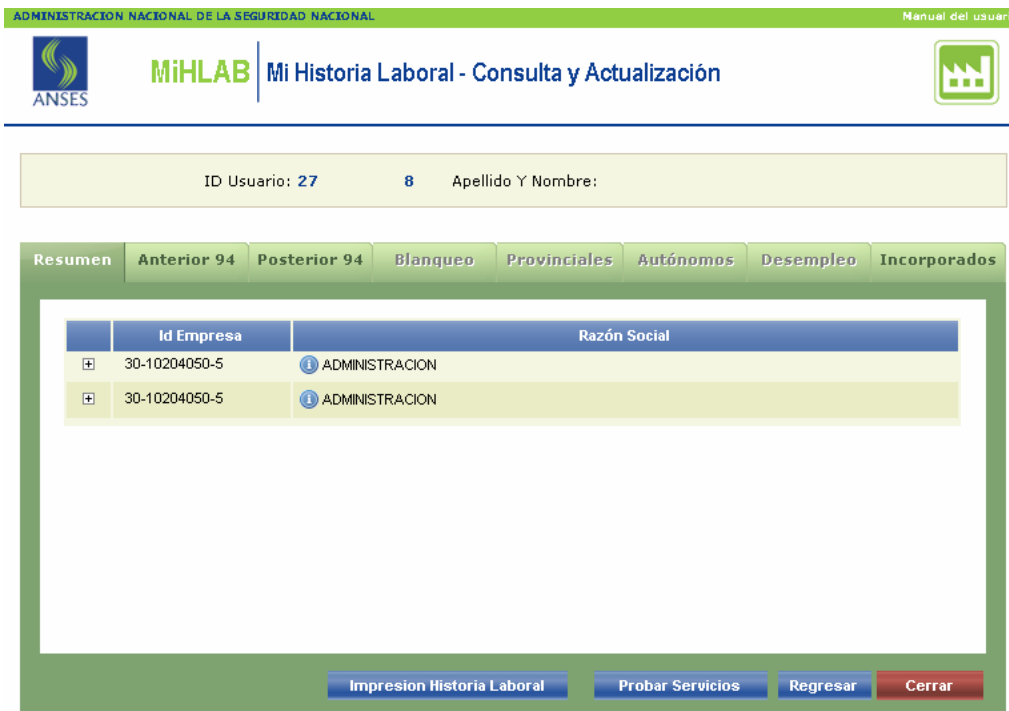 ADMINISTRACION NACIONAL DE LA SEGURIDAD NACIONAL Manual del usuari
ANSES
MiHLAB Mi Historia Laboral - Consulta y Actualización
ID Usuario: 27 8 Apellido Y Nombre:
Resumen Anterior 94 Posterior 94 Blanqueo Provinciales Autónomos Desempleo Incorporados
Id Empresa Razón Social
30-10204050-5 ADMINISTRACION
30-10204050-5 ADMINISTRACION
Impresion Historia Laboral Probar Servicios Regresar Cerrar